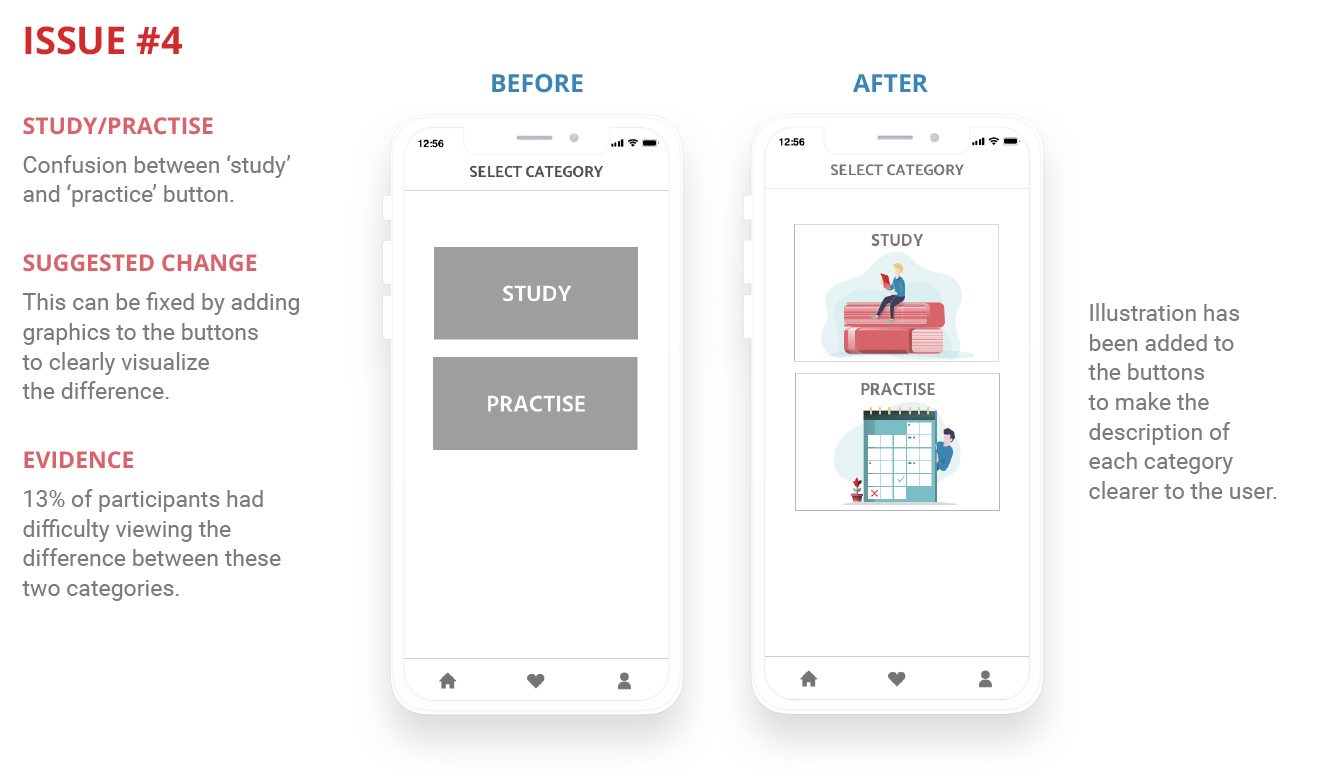 ISSUE #4
STUDY/PRACTISE
Confusion between ‘study’
and ‘practice’ button.
SUGGESTED CHANGE
This can be fixed by adding
graphics to the buttons
to clearly visualize
the difference.
EVIDENCE
13% of participants had
difficulty viewing the
difference between these
two categories.
BEFORE
12:56
SELECT CATEGORY
STUDY
PRACTISE
AFTER
12:56
SELECT CATEGORY
STUDY
PRACTISE
Illustration has
been added to
the buttons
to make the
description of
each category
clearer to the user.